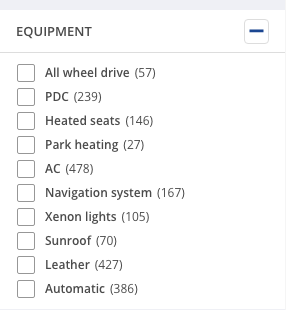 EQUIPMENT
All wheel drive (57)
PDC (239)
Heated seats (146)
Park heating (27)
AC (478)
Navigation system (167)
Xenon lights (105)
Sunroof (70)
Leather (427)
Automatic (386)